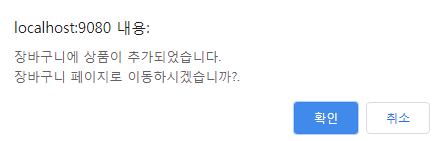 localhost:9080 내용:
장바구니에 상품이 추가되었습니다.
장바구니 페이지로 이동하시겠습니까?.
확인
취소